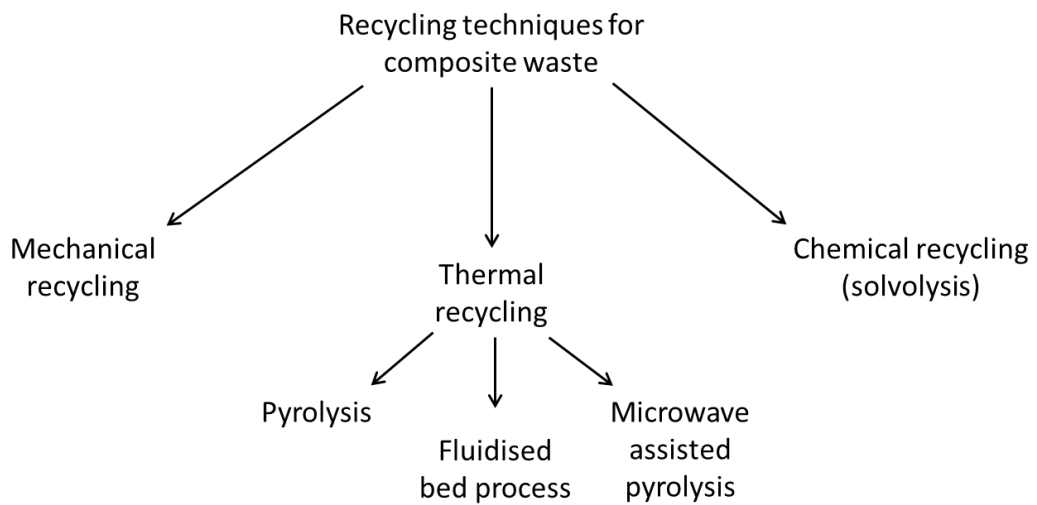 Recycling techniques for
composite waste
Mechanical
recycling
Thermal
recycling
Chemical recycling
(solvolysis)
Pyrolysis
Fluidised
bed process
Microwave
assisted
pyrolysis